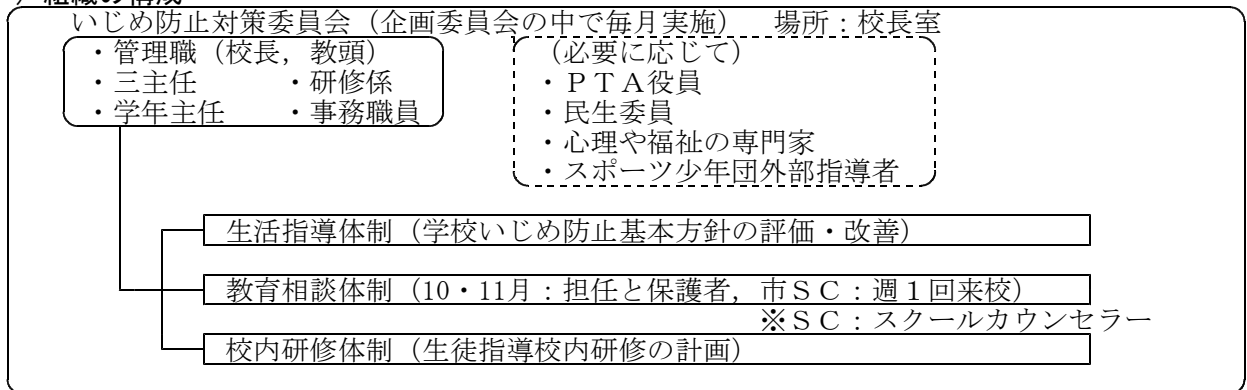 いじめ防止対策委員会（企画委員会の中で毎月実施）　場所：校長室
・管理職（校長，教頭）
・三主任　　・研修係
・学年主任　　・事務職員
（必要に応じて）
・ＰＴＡ役員
・民生委員
・心理や福祉の専門家
・スポーツ少年団外部指導者
生活指導体制（学校いじめ防止基本方針の評価・改善）
教育相談体制（10・11月：担任と保護者，市ＳＣ：週１回来校）
※ＳＣ：スクールカウンセラー
校内研修体制（生徒指導校内研修の計画）